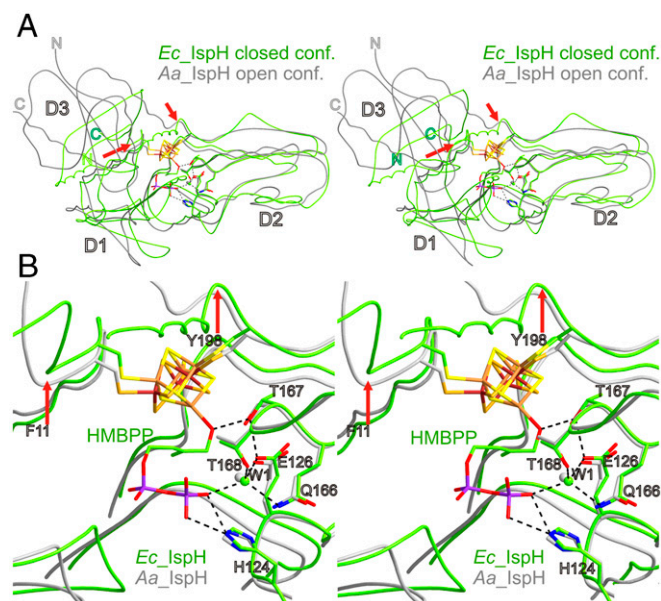 A
N
Ec_IspH closed conf.
Aa_IspH open conf.
C
D3
C
D1
D2
N
Ec_IspH closed conf.
Aa_IspH open conf.
C
D3
C
N
D1
D2
B
Y198
F11
T167
HMBPP
T168
E126
W1
Q166
Ec_IspH
Aa_IspH
H124
Y198
F11
T167
HMBPP
T168
E126
W1
Q166
Ec_IspH
Aa_IspH
H124